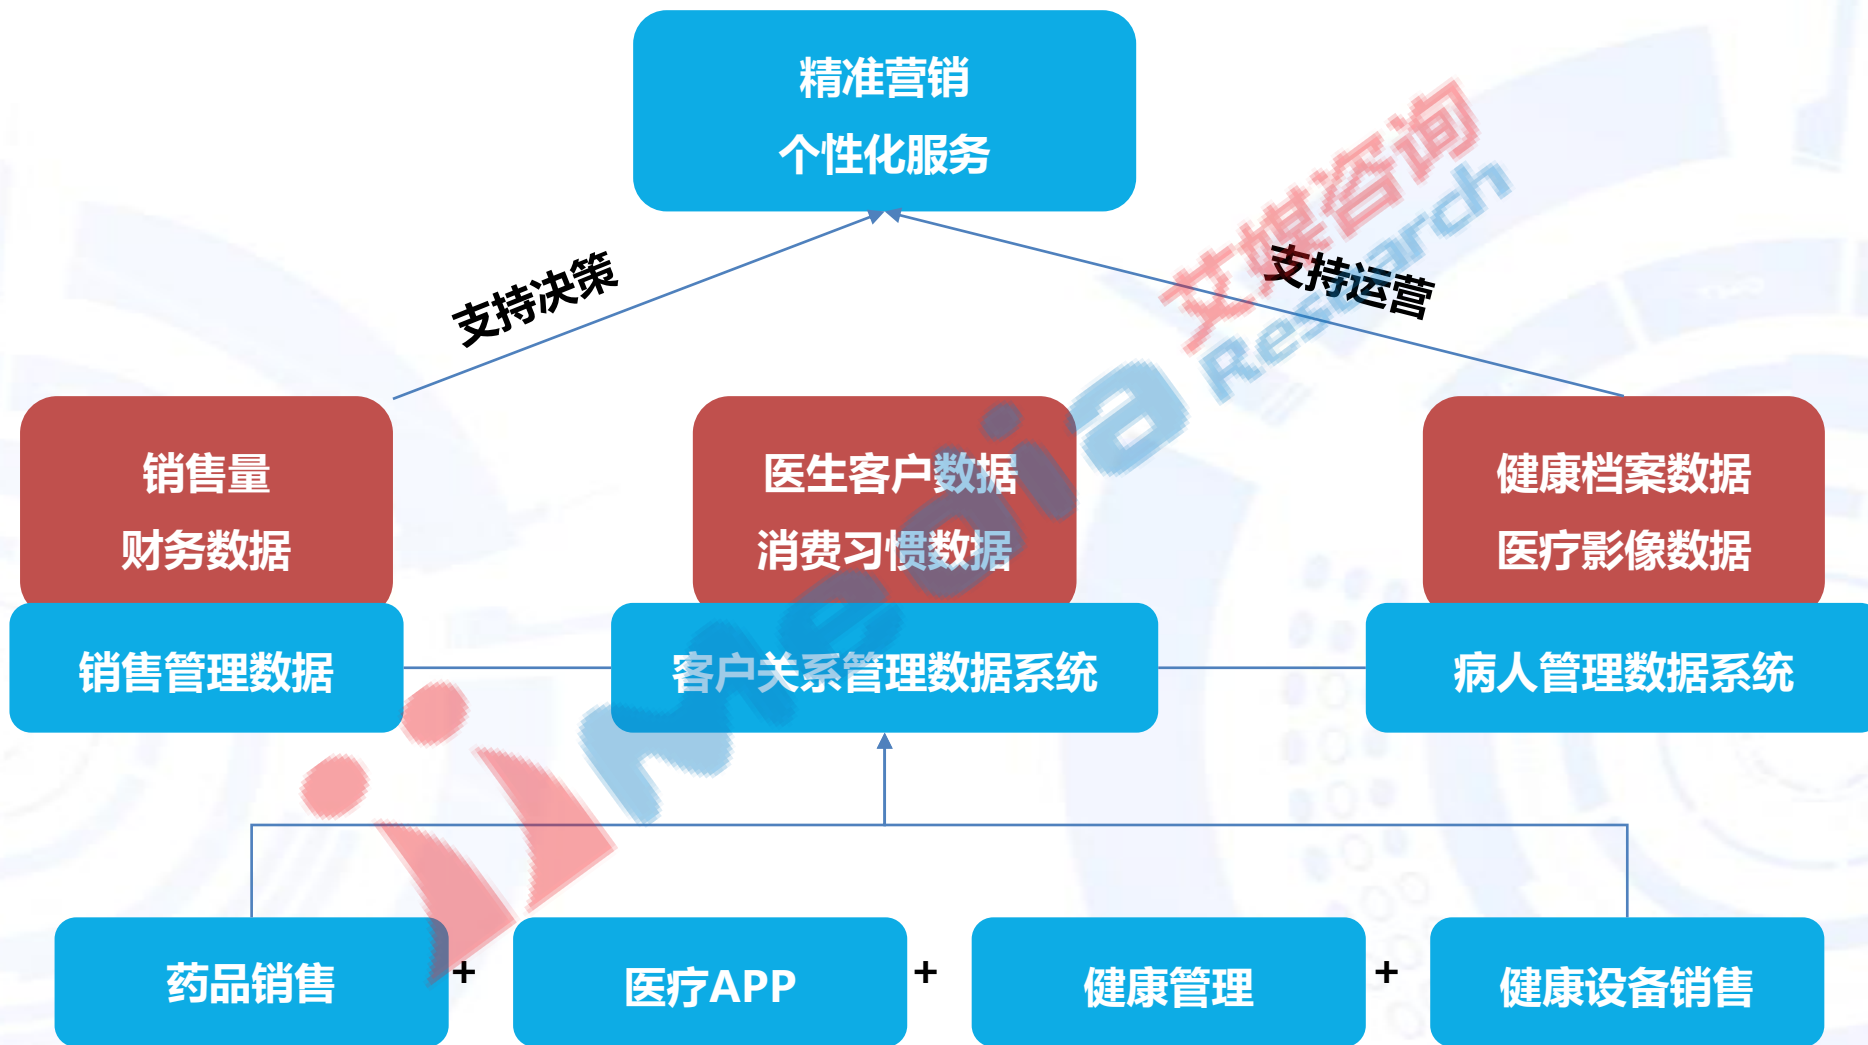 精准营销
个性化服务
支持决策
支持运营
销售量
财务数据
医生客户数据
消费习惯数据
健康档案数据
医疗影像数据
销售管理数据
客户关系管理数据系统
病人管理数据系统
药品销售
+
医疗APP
+
健康管理
+
健康设备销售
艾媒咨询
iiMedia Research